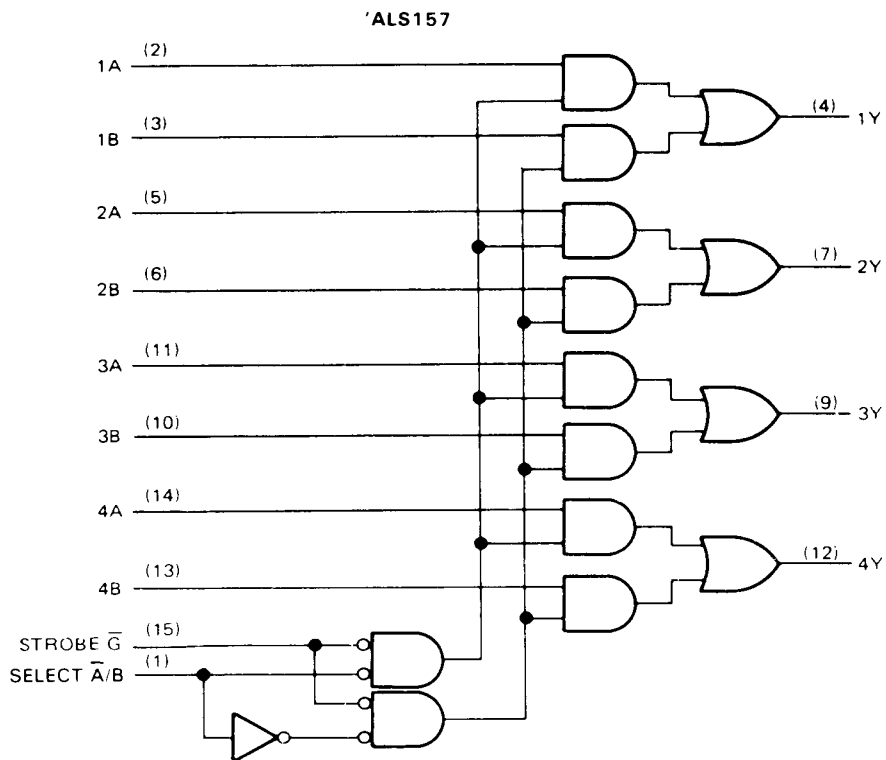 'ALS157
1A (2)
(4) 1Y
1B (3)
2A (5)
(7) 2Y
2B (6)
3A (11)
(9) 3Y
3B (10)
4A (14)
(12) 4Y
4B (13)
STROBE G̅ (15)
SELECT A̅/B (1)